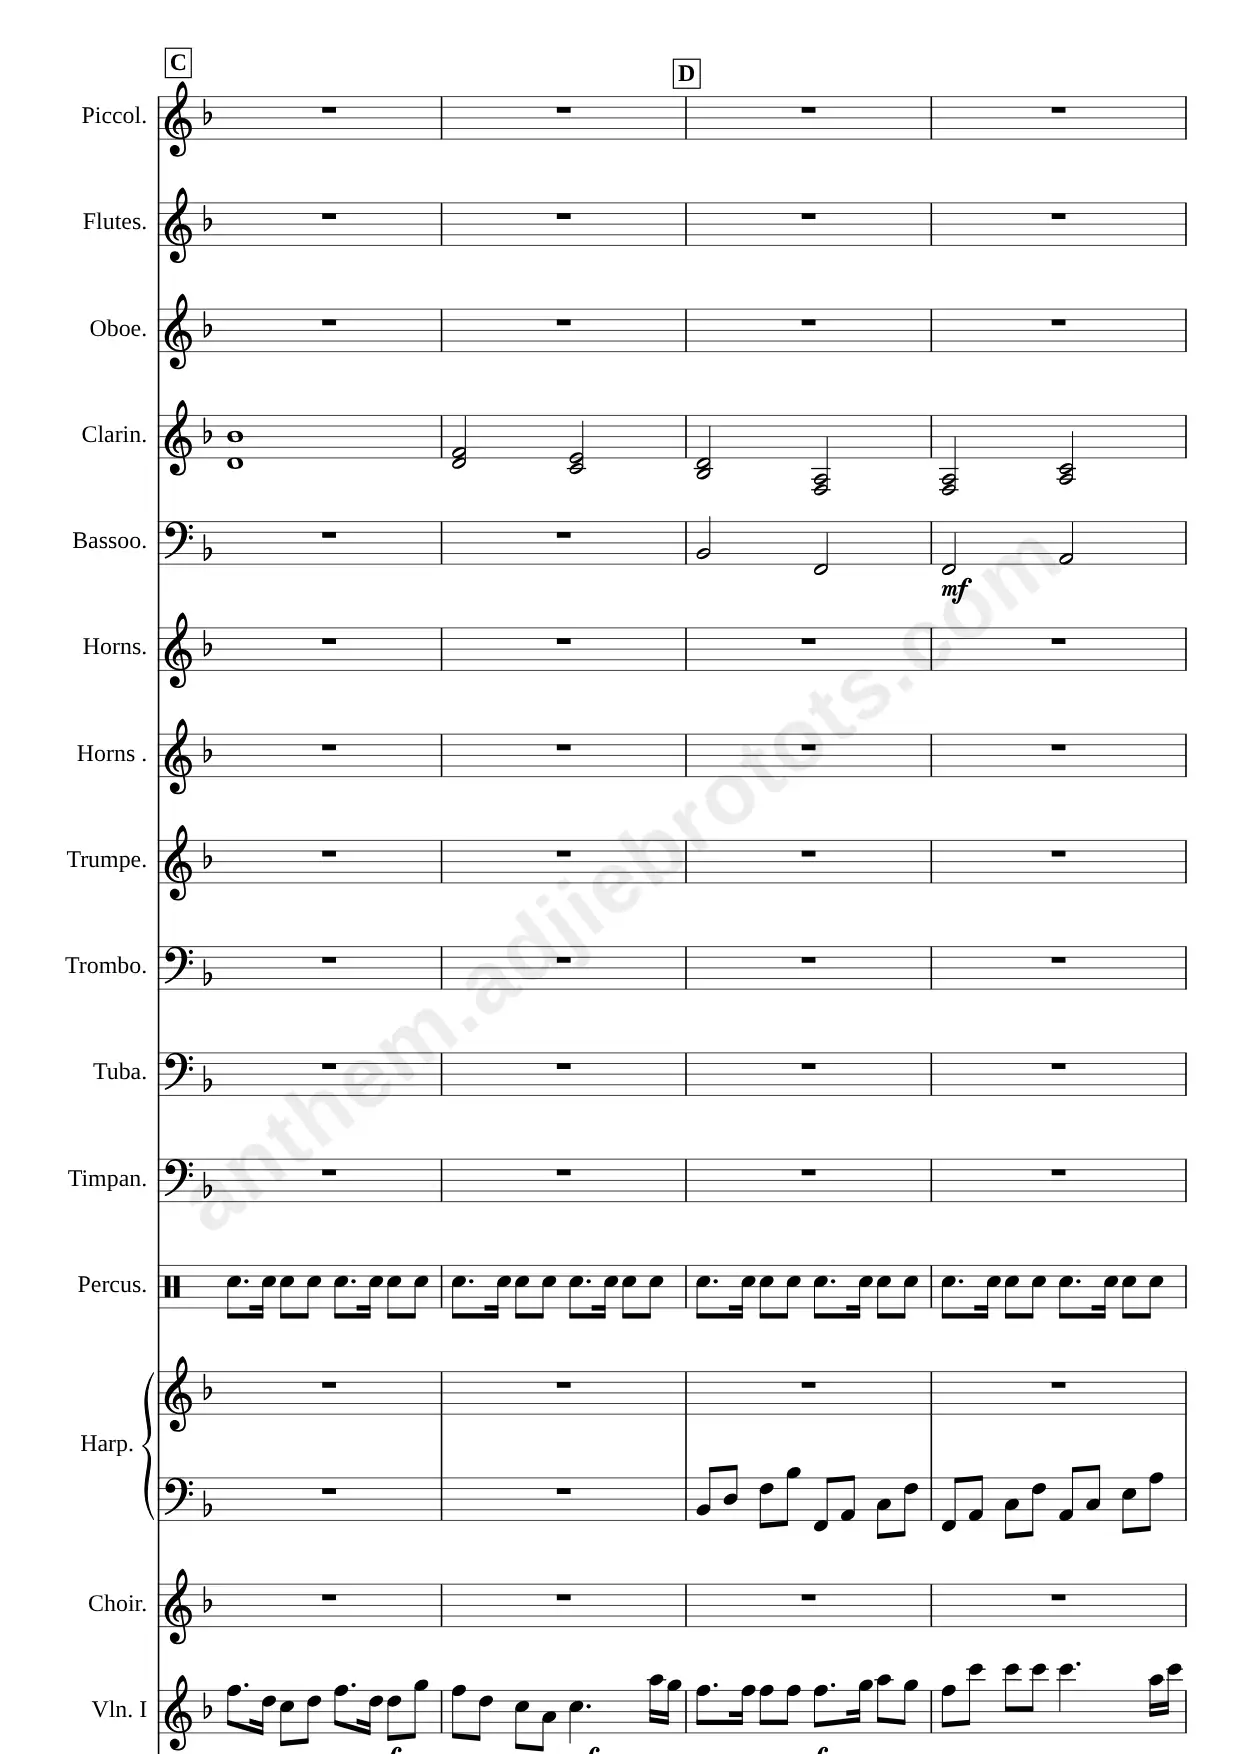 C
D
Piccol.
Flutes.
Oboe.
Clarin.
Bassoo.
mf
Horns.
Horns .
Trumpe.
Trombo.
Tuba.
Timpan.
Percus.
Harp.
Choir.
Vln. I
anthem.adjiebrotots.com